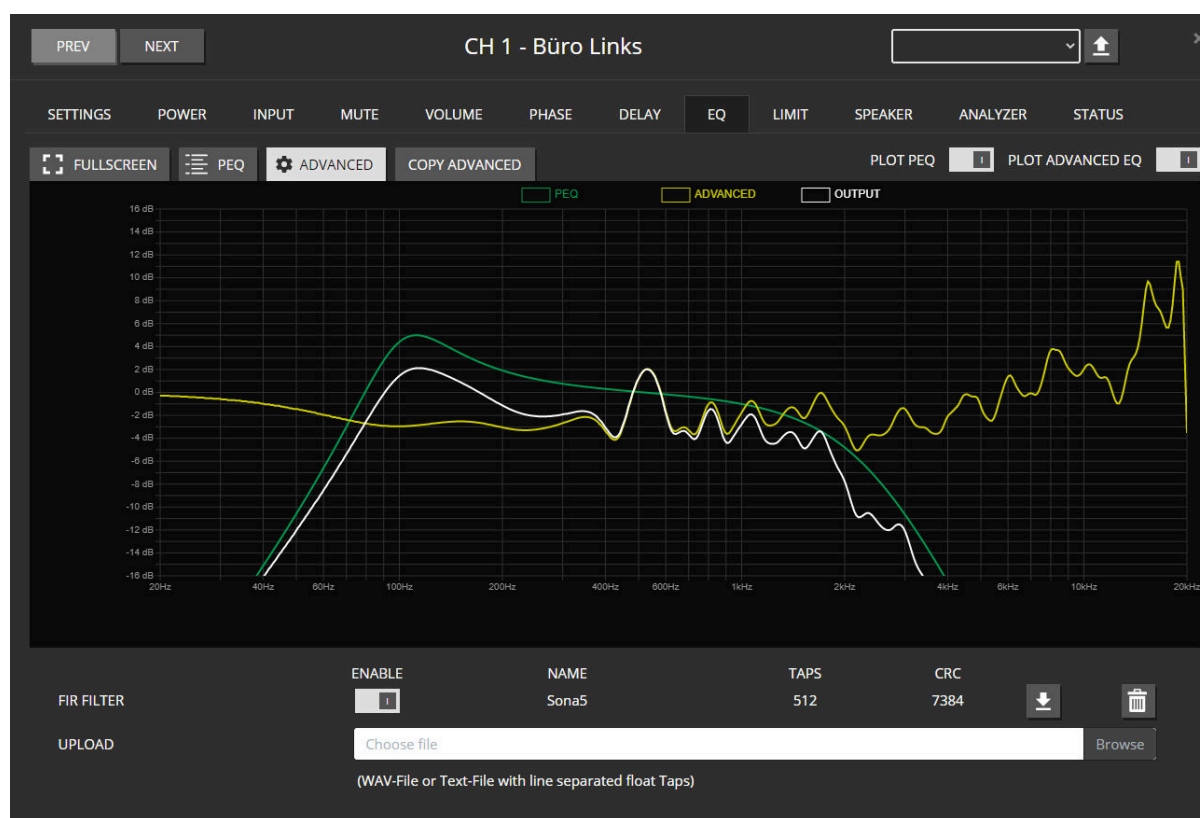 PREV NEXT CH 1 - Büro Links
SETTINGS POWER INPUT MUTE VOLUME PHASE DELAY EQ LIMIT SPEAKER ANALYZER STATUS
FULLSCREEN PEQ ADVANCED COPY ADVANCED PLOT PEQ I PLOT ADVANCED EQ I
PEQ ADVANCED OUTPUT
16 dB
14 dB
12 dB
10 dB
8 dB
6 dB
4 dB
2 dB
0 dB
-2 dB
-4 dB
-6 dB
-8 dB
-10 dB
-12 dB
-14 dB
-16 dB
20Hz 40Hz 60Hz 100Hz 200Hz 400Hz 600Hz 1kHz 2kHz 4kHz 6kHz 10kHz 20kHz
ENABLE NAME TAPS CRC
FIR FILTER I Sona5 512 7384
UPLOAD Choose file Browse
(WAV-File or Text-File with line separated float Taps)